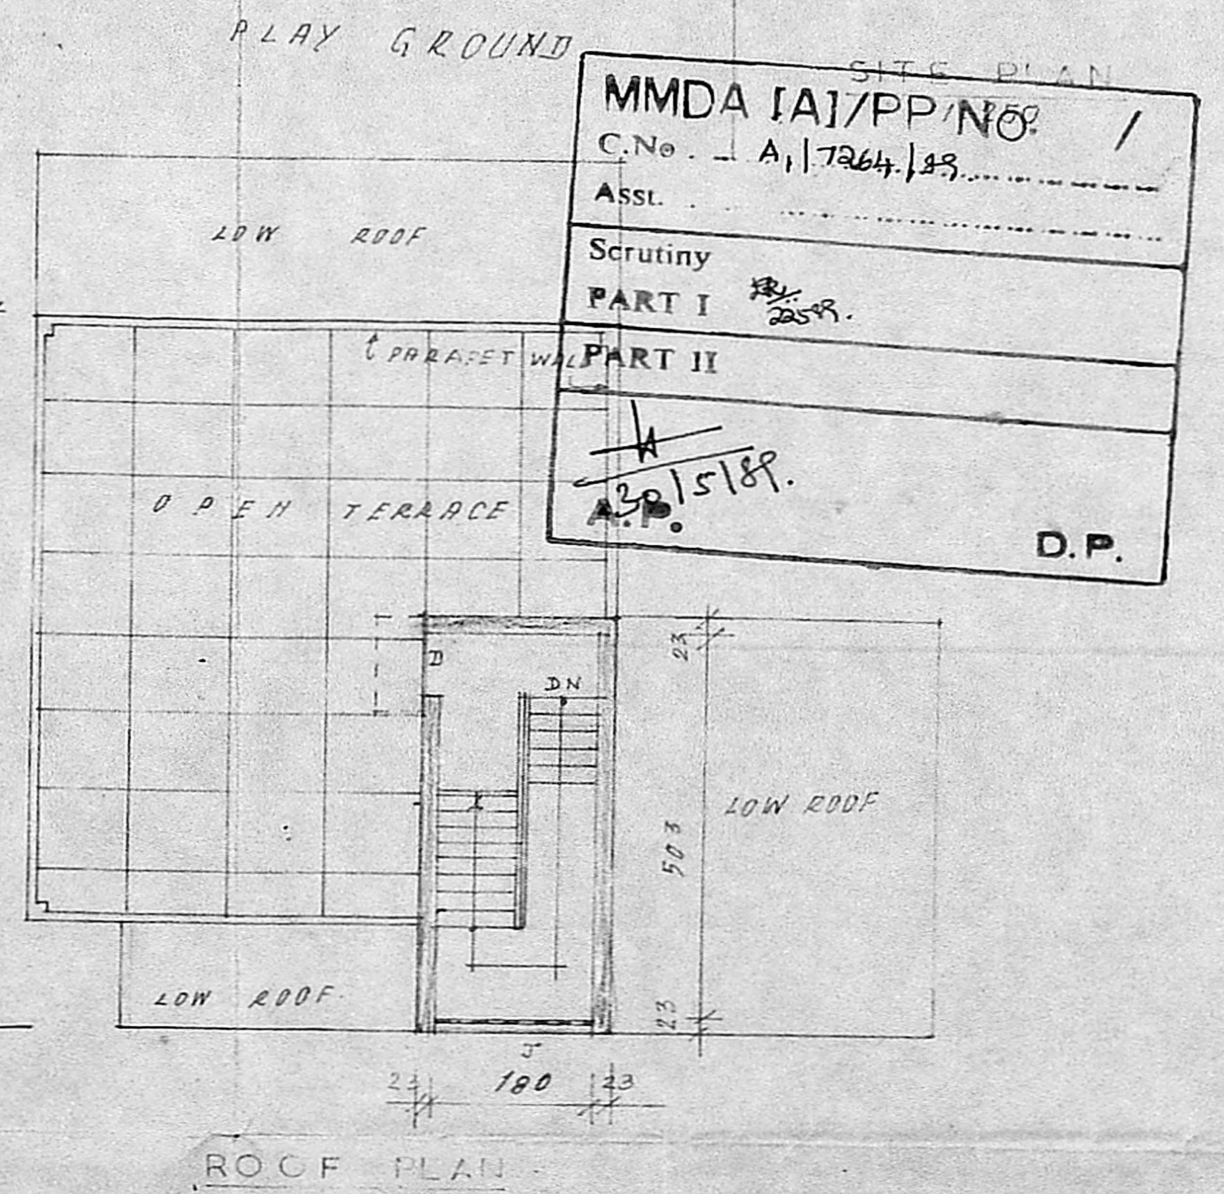 PLAY GROUND
SITE PLAN
MMDA [A]/PP/NO. /
C.No. A1/7264/89
Asst.
Scrutiny
PART I
PART II
30/5/89.
A.P.
D.P.
LOW ROOF
t PARAPET WALL
OPEN TERRACE
D
DN
23
503
23
LOW ROOF
LOW ROOF
J
23 180 23
ROOF PLAN